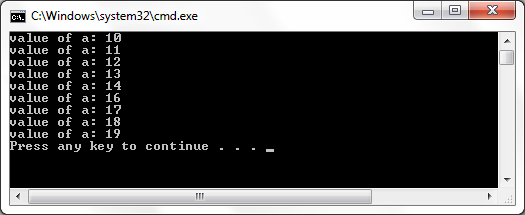 C:\Windows\system32\cmd.exe
value of a: 10
value of a: 11
value of a: 12
value of a: 13
value of a: 14
value of a: 16
value of a: 17
value of a: 18
value of a: 19
Press any key to continue . . . _